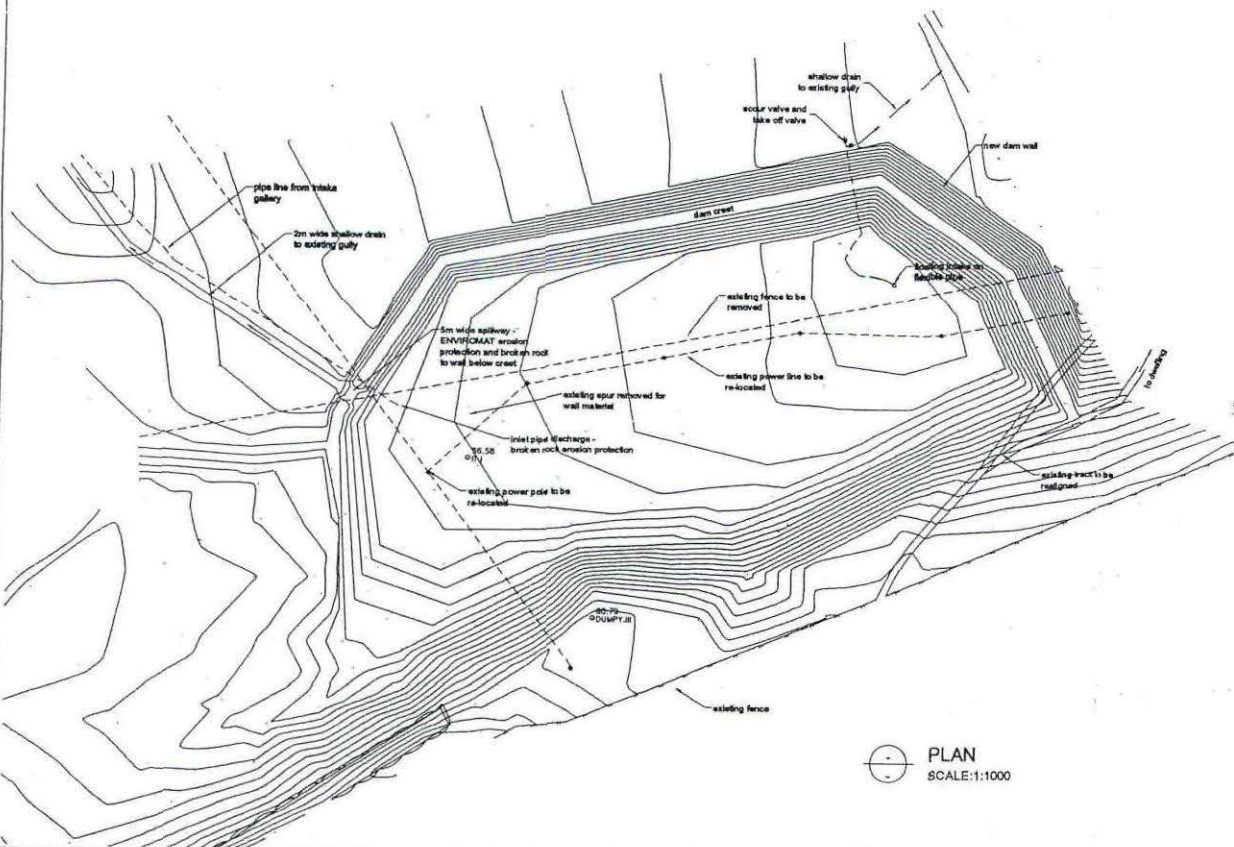 shallow drain
to existing gully
scour valve and
take off valve
new dam wall
pipe line from intake
gallery
dam crest
2m wide shallow drain
to existing gully
floating intake on
flexible pipe
existing fence to be
removed
5m wide spillway -
ENVIROMAT erosion
protection and broken rock
to wall below crest
existing power line to be
re-located
to dwelling
existing spur removed for
wall material
inlet pipe discharge -
broken rock erosion protection
56.58
existing power pole to be
re-located
existing track to be
realigned
DUMPY.III
existing fence
PLAN
SCALE:1:1000